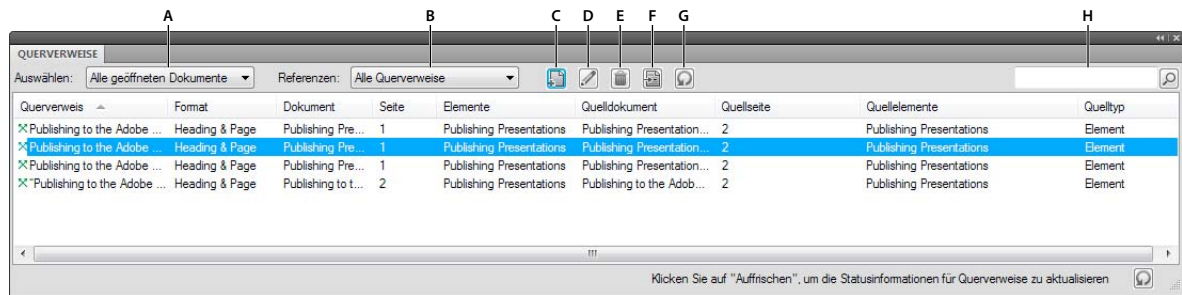 A B C D E F G H
QUERVERWEISE
Auswählen: Alle geöffneten Dokumente Referenzen: Alle Querverweise
Querverweis Format Dokument Seite Elemente Quelldokument Quellseite Quellelemente Quelltyp
Publishing to the Adobe ... Heading & Page Publishing Pre... 1 Publishing Presentations Publishing Presentation... 2 Publishing Presentations Element
Publishing to the Adobe ... Heading & Page Publishing Pre... 1 Publishing Presentations Publishing Presentation... 2 Publishing Presentations Element
Publishing to the Adobe ... Heading & Page Publishing Pre... 1 Publishing Presentations Publishing Presentation... 2 Publishing Presentations Element
"Publishing to the Adobe ... Heading & Page Publishing to t... 2 Publishing Presentations Publishing to the Adob... 2 Publishing Presentations Element
Klicken Sie auf "Auffrischen", um die Statusinformationen für Querverweise zu aktualisieren